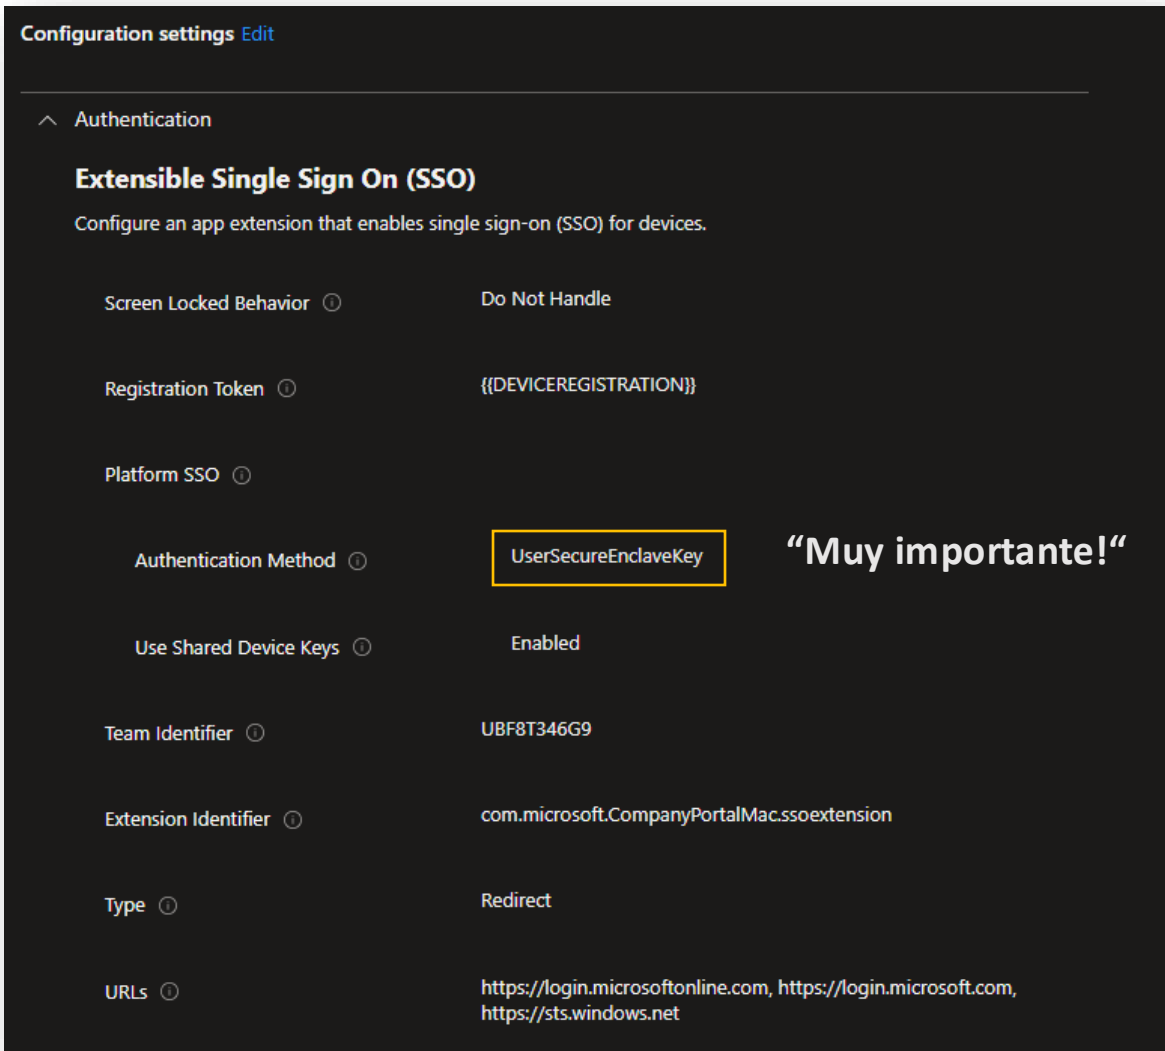 Configuration settings Edit
Authentication
Extensible Single Sign On (SSO)
Configure an app extension that enables single sign-on (SSO) for devices.
Screen Locked Behavior Do Not Handle
Registration Token {{DEVICEREGISTRATION}}
Platform SSO
Authentication Method UserSecureEnclaveKey “Muy importante!“
Use Shared Device Keys Enabled
Team Identifier UBF8T346G9
Extension Identifier com.microsoft.CompanyPortalMac.ssoextension
Type Redirect
URLs https://login.microsoftonline.com, https://login.microsoft.com,
https://sts.windows.net